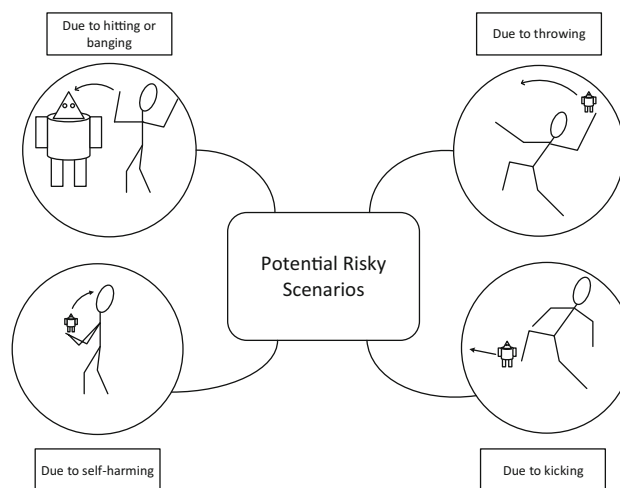 Due to hitting or
banging
Due to throwing
Potential Risky
Scenarios
Due to self-harming
Due to kicking